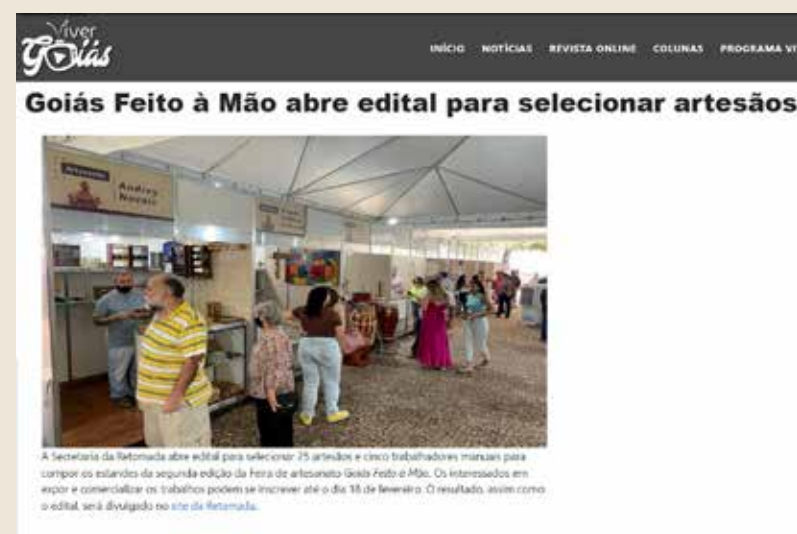 Viver
Goiás
INÍCIO NOTÍCIAS REVISTA ONLINE COLUNAS PROGRAMA VI
Goiás Feito à Mão abre edital para selecionar artesãos
Artesanato
Andrey
A Secretaria da Retomada abre edital para selecionar 25 artesãos e cinco trabalhadores manuais para
compor os estandes da segunda edição da Feira de artesanato Goiás Feito à Mão. Os interessados em
expor e comercializar os trabalhos podem se inscrever até o dia 18 de fevereiro. O resultado, assim como
o edital, será divulgado no site da Retomada.